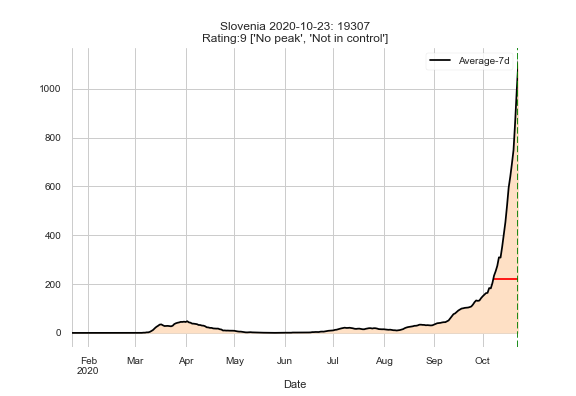 Slovenia 2020-10-23: 19307
Rating:9 ['No peak', 'Not in control']
Average-7d
1000
800
600
400
200
0
Feb Mar Apr May Jun Jul Aug Sep Oct
2020
Date